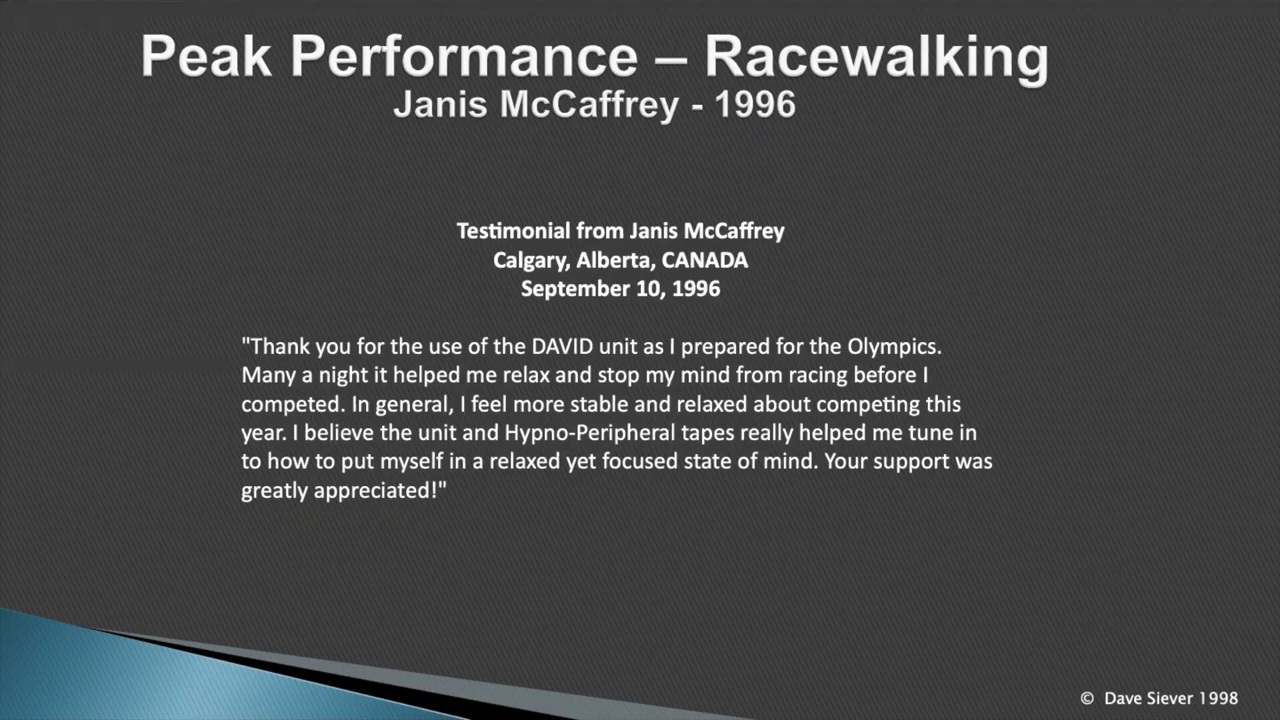 Peak Performance – Racewalking
Janis McCaffrey - 1996
Testimonial from Janis McCaffrey
Calgary, Alberta, CANADA
September 10, 1996
"Thank you for the use of the DAVID unit as I prepared for the Olympics.
Many a night it helped me relax and stop my mind from racing before I
competed. In general, I feel more stable and relaxed about competing this
year. I believe the unit and Hypno-Peripheral tapes really helped me tune in
to how to put myself in a relaxed yet focused state of mind. Your support was
greatly appreciated!"
© Dave Siever 1998